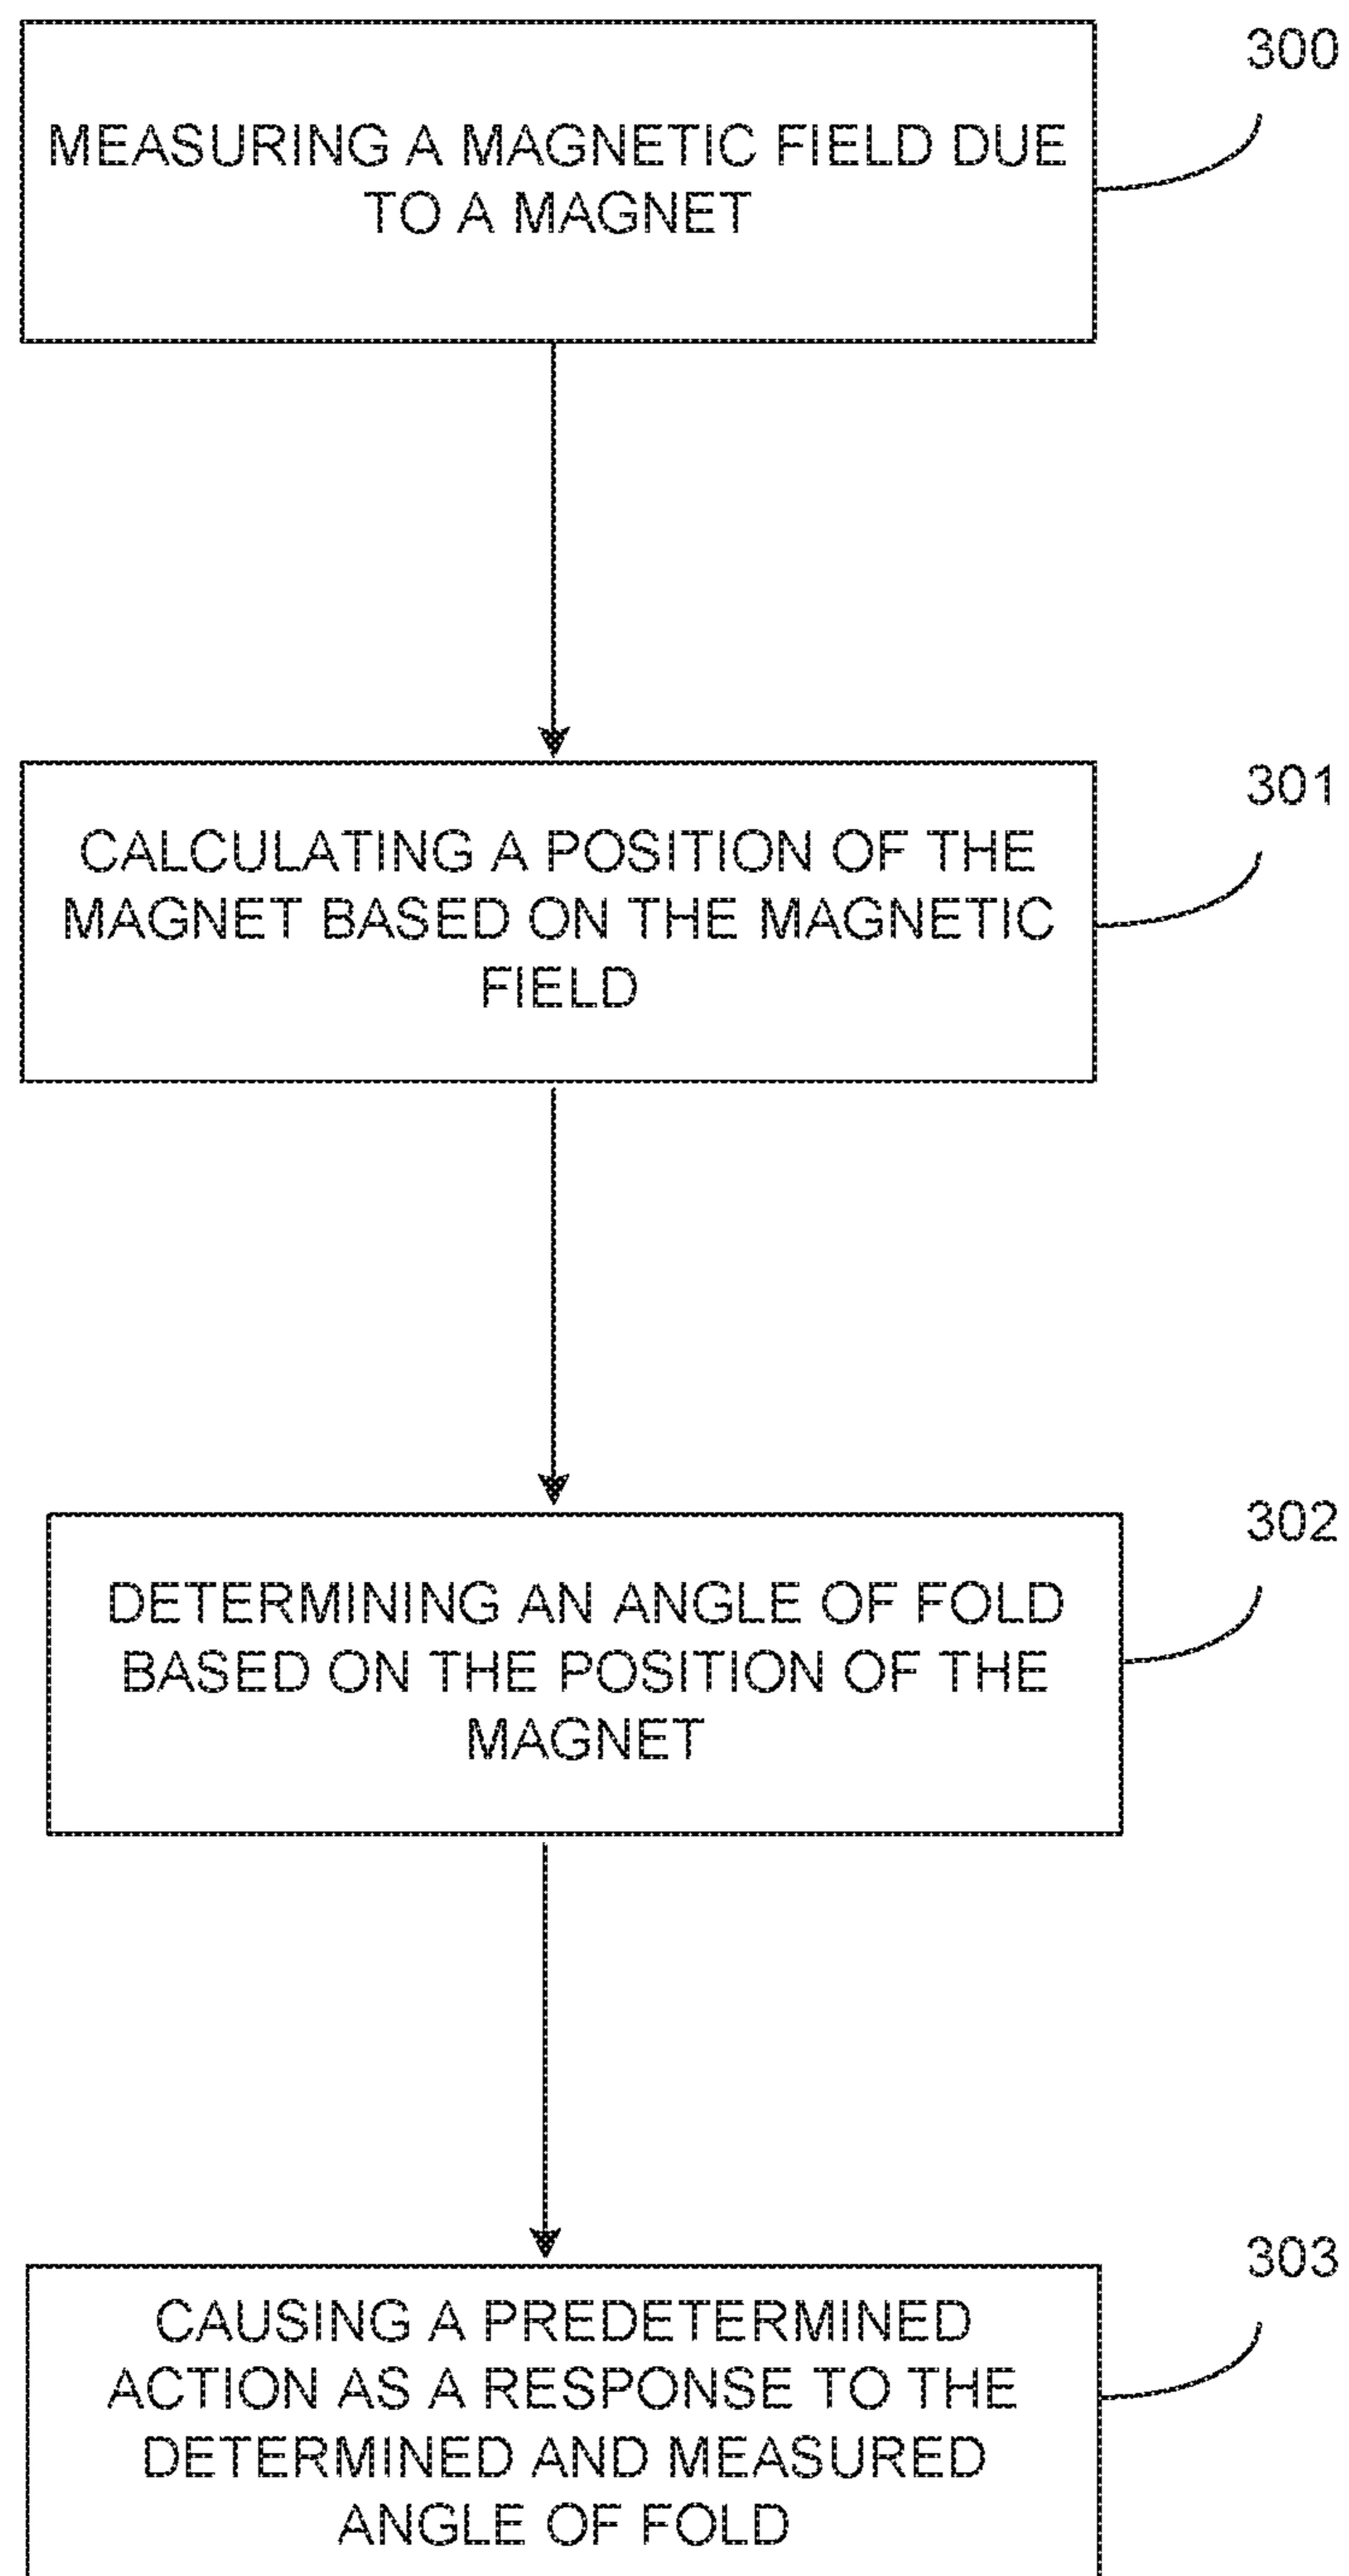 300
MEASURING A MAGNETIC FIELD DUE
TO A MAGNET
301
CALCULATING A POSITION OF THE
MAGNET BASED ON THE MAGNETIC
FIELD
302
DETERMINING AN ANGLE OF FOLD
BASED ON THE POSITION OF THE
MAGNET
303
CAUSING A PREDETERMINED
ACTION AS A RESPONSE TO THE
DETERMINED AND MEASURED
ANGLE OF FOLD